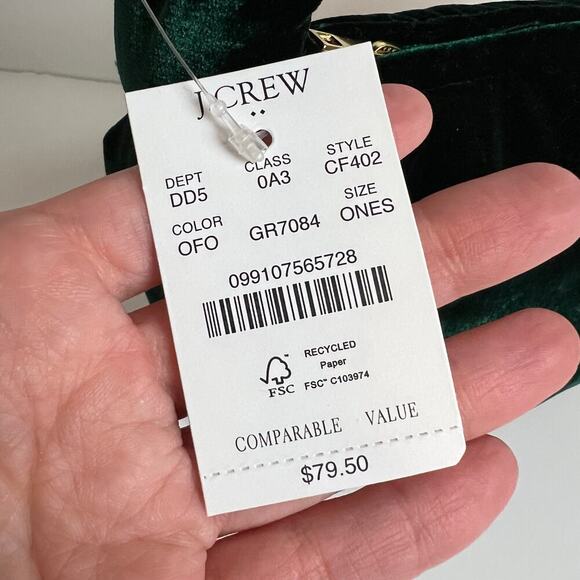 J.CREW
DEPT CLASS STYLE
DD5 0A3 CF402
COLOR GR7084 SIZE
OFO ONES
099107565728
RECYCLED
Paper
FSC™ C103974
FSC
COMPARABLE VALUE
$79.50